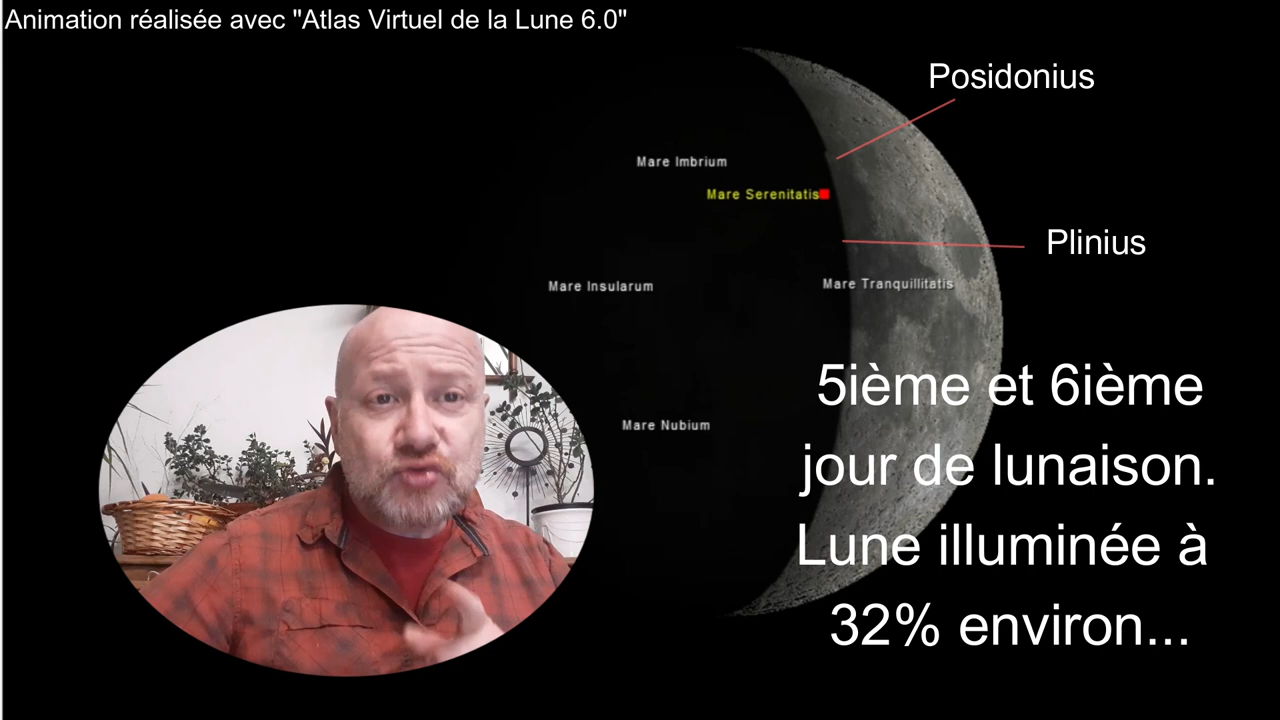 Animation réalisée avec "Atlas Virtuel de la Lune 6.0"
Posidonius
Mare Imbrium
Mare Serenitatis
Plinius
Mare Insularum
Mare Tranquillitatis
5ième et 6ième
jour de lunaison.
Mare Nubium
Lune illuminée à
32% environ...